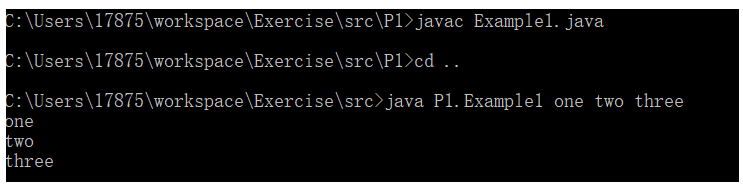 C:\Users\17875\workspace\Exercise\src\P1>javac Example1.java
C:\Users\17875\workspace\Exercise\src\P1>cd ..
C:\Users\17875\workspace\Exercise\src>java P1.Example1 one two three
one
two
three